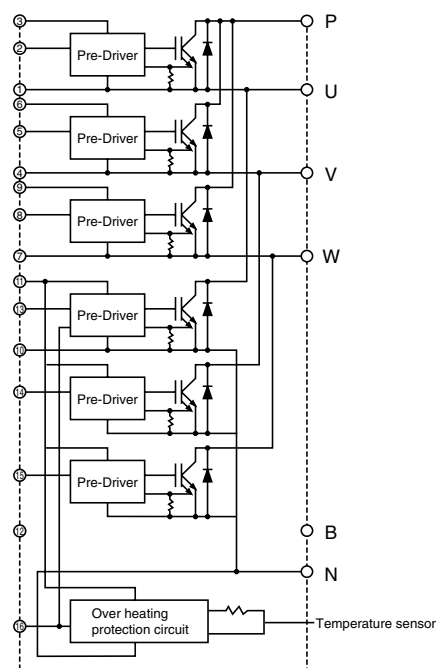 ③ P
② Pre-Driver
① U
⑥
⑤ Pre-Driver
④ V
⑨
⑧ Pre-Driver
⑦ W
⑪
⑬ Pre-Driver
⑩
⑭ Pre-Driver
⑮ Pre-Driver
⑫ B
N
⑯ Over heating
protection circuit
Temperature sensor